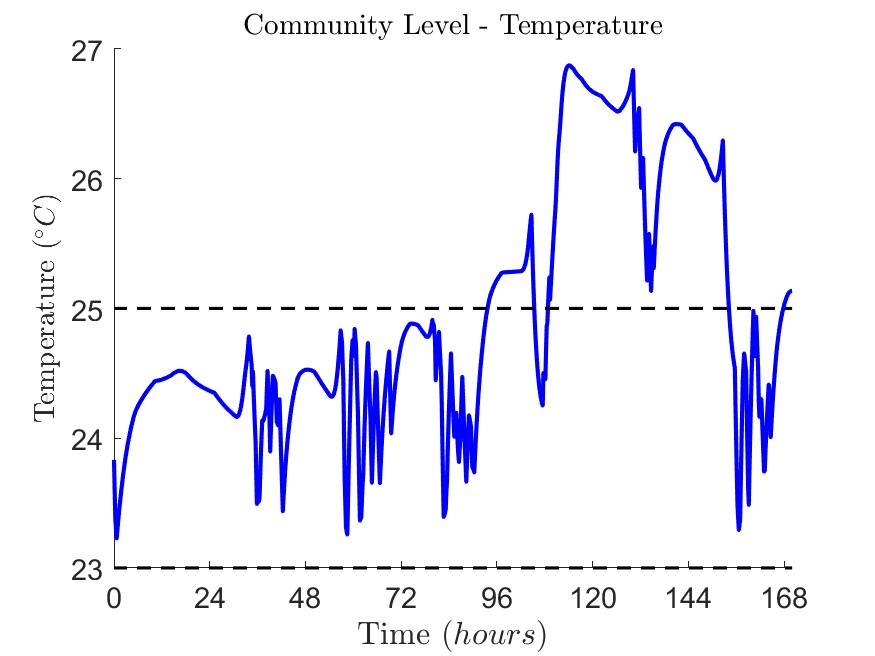 Community Level - Temperature
Temperature (°C)
27
26
25
24
23
0 24 48 72 96 120 144 168
Time (hours)